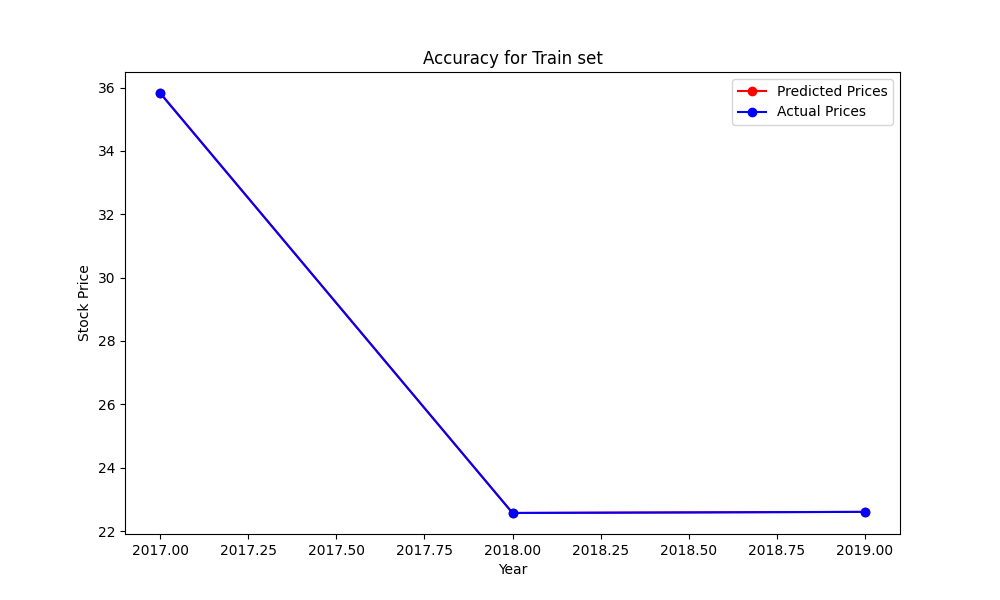 Accuracy for Train set
Predicted Prices
Actual Prices
36
34
32
30
28
26
24
22
Stock Price
2017.00 2017.25 2017.50 2017.75 2018.00 2018.25 2018.50 2018.75 2019.00
Year